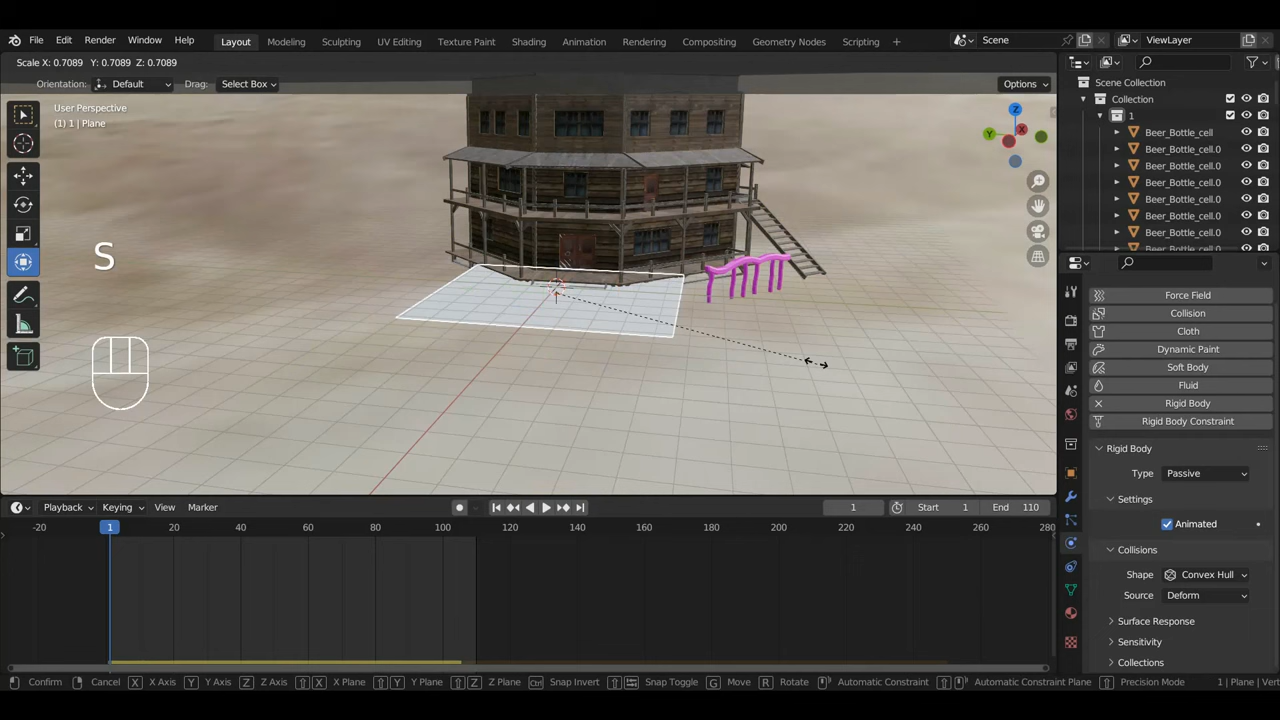 File Edit Render Window Help Layout Modeling Sculpting UV Editing Texture Paint Shading Animation Rendering Compositing Geometry Nodes Scripting + Scene ViewLayer
Scale X: 0.7089 Y: 0.7089 Z: 0.7089
Orientation: Default Drag: Select Box Options
User Perspective
(1) 1 | Plane
Z
X
Y
S
Scene Collection
Collection
1
Beer_Bottle_cell
Beer_Bottle_cell.0
Beer_Bottle_cell.0
Beer_Bottle_cell.0
Beer_Bottle_cell.0
Beer_Bottle_cell.0
Beer_Bottle_cell.0
Beer_Bottle_cell.0
Force Field
Collision
Cloth
Dynamic Paint
Soft Body
Fluid
Rigid Body
Rigid Body Constraint
Rigid Body
Type Passive
Settings
Animated
Collisions
Shape Convex Hull
Source Deform
Surface Response
Sensitivity
Collections
Playback Keying View Marker 1 Start 1 End 110
-20 1 20 40 60 80 100 120 140 160 180 200 220 240 260 280
Confirm Cancel X X Axis Y Y Axis Z Z Axis X X Plane Y Y Plane Z Z Plane Ctrl Snap Invert Snap Toggle G Move R Rotate Automatic Constraint Automatic Constraint Plane Precision Mode 1 | Plane | Vert